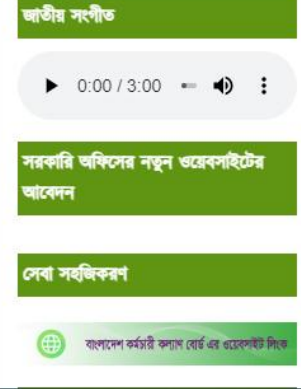 জাতীয় সংগীত
0:00 / 3:00
সরকারি অফিসের নতুন ওয়েবসাইটের
আবেদন
সেবা সহজিকরণ
বাংলাদেশ কর্মচারী কল্যাণ বোর্ড এর ওয়েবসাইট লিংক